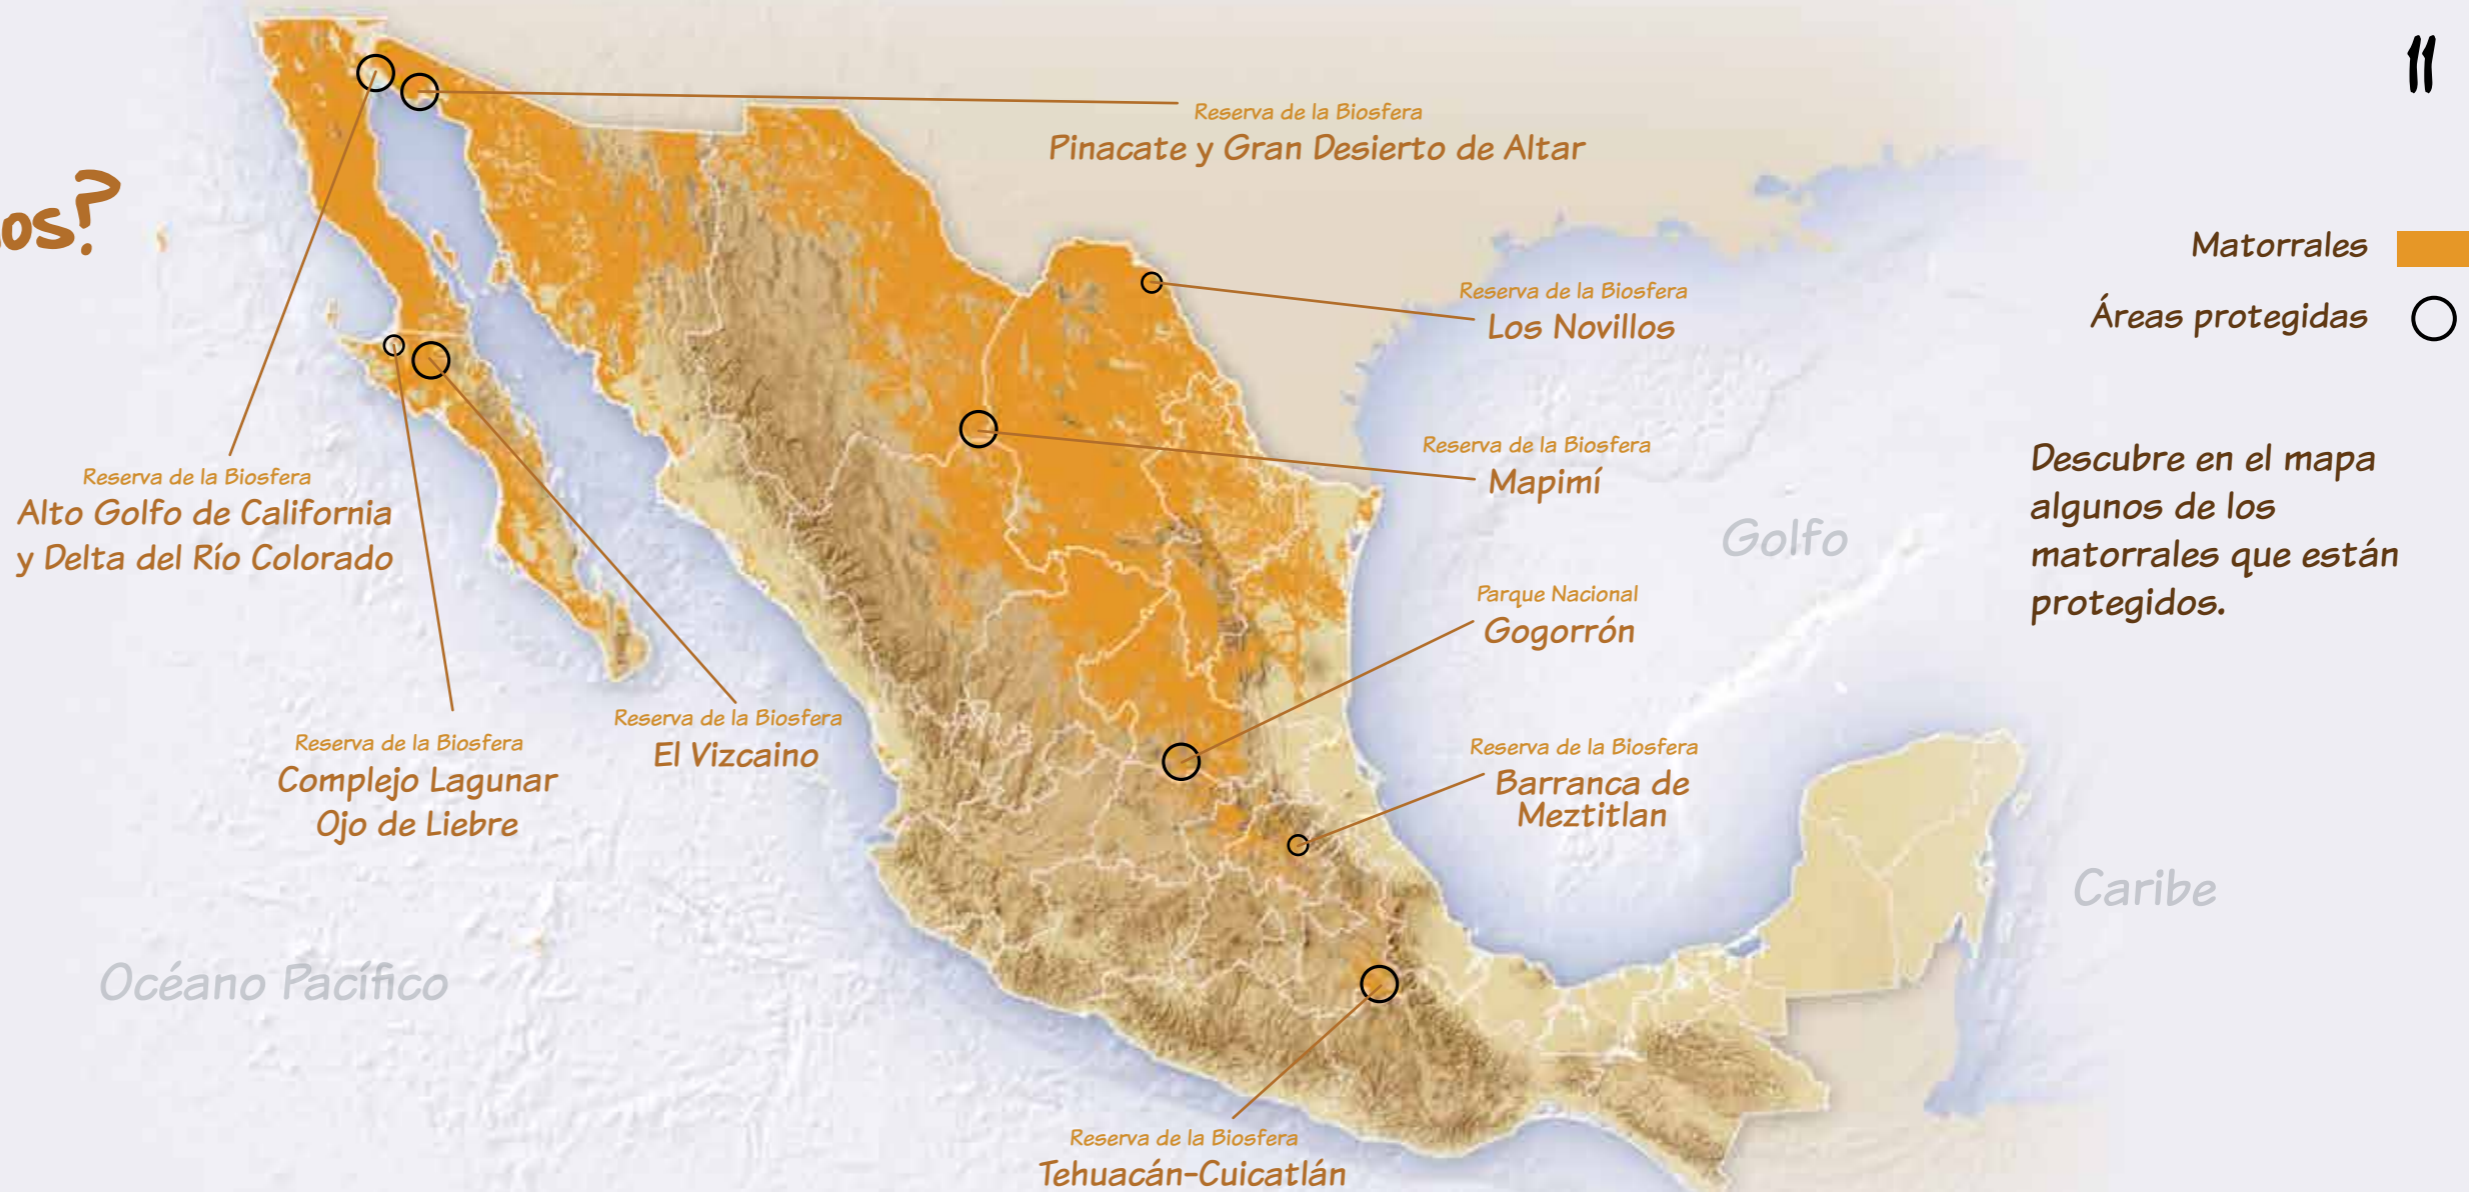 11
os?
Reserva de la Biosfera
Pinacate y Gran Desierto de Altar
Matorrales
Áreas protegidas
Reserva de la Biosfera
Los Novillos
Reserva de la Biosfera
Mapimí
Descubre en el mapa
algunos de los
matorrales que están
protegidos.
Reserva de la Biosfera
Alto Golfo de California
y Delta del Río Colorado
Golfo
Parque Nacional
Gogorrón
Reserva de la Biosfera
El Vizcaino
Reserva de la Biosfera
Complejo Lagunar
Ojo de Liebre
Reserva de la Biosfera
Barranca de
Meztitlan
Caribe
Océano Pacífico
Reserva de la Biosfera
Tehuacán-Cuicatlán